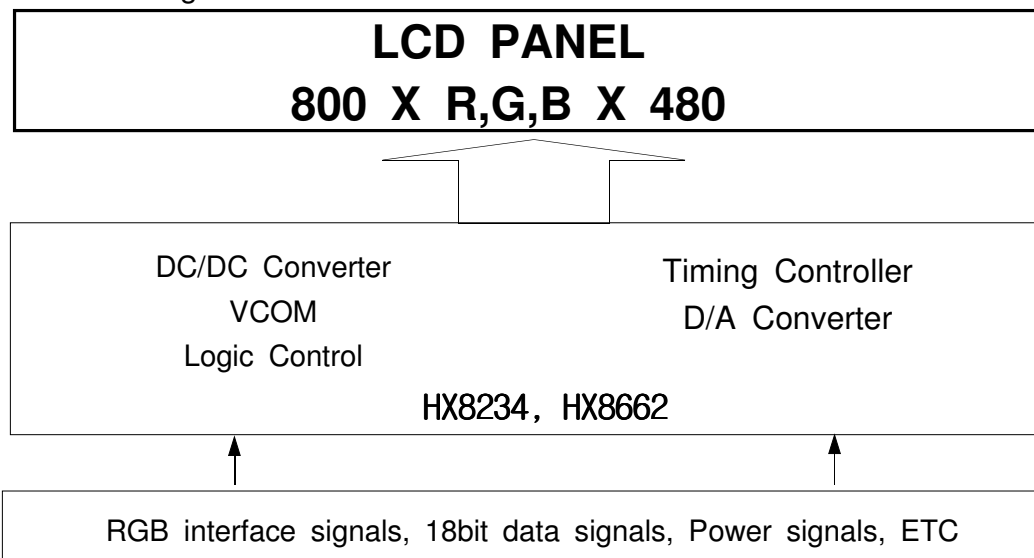 LCD PANEL
800 X R,G,B X 480
DC/DC Converter
VCOM
Logic Control
Timing Controller
D/A Converter
HX8234, HX8662
RGB interface signals, 18bit data signals, Power signals, ETC